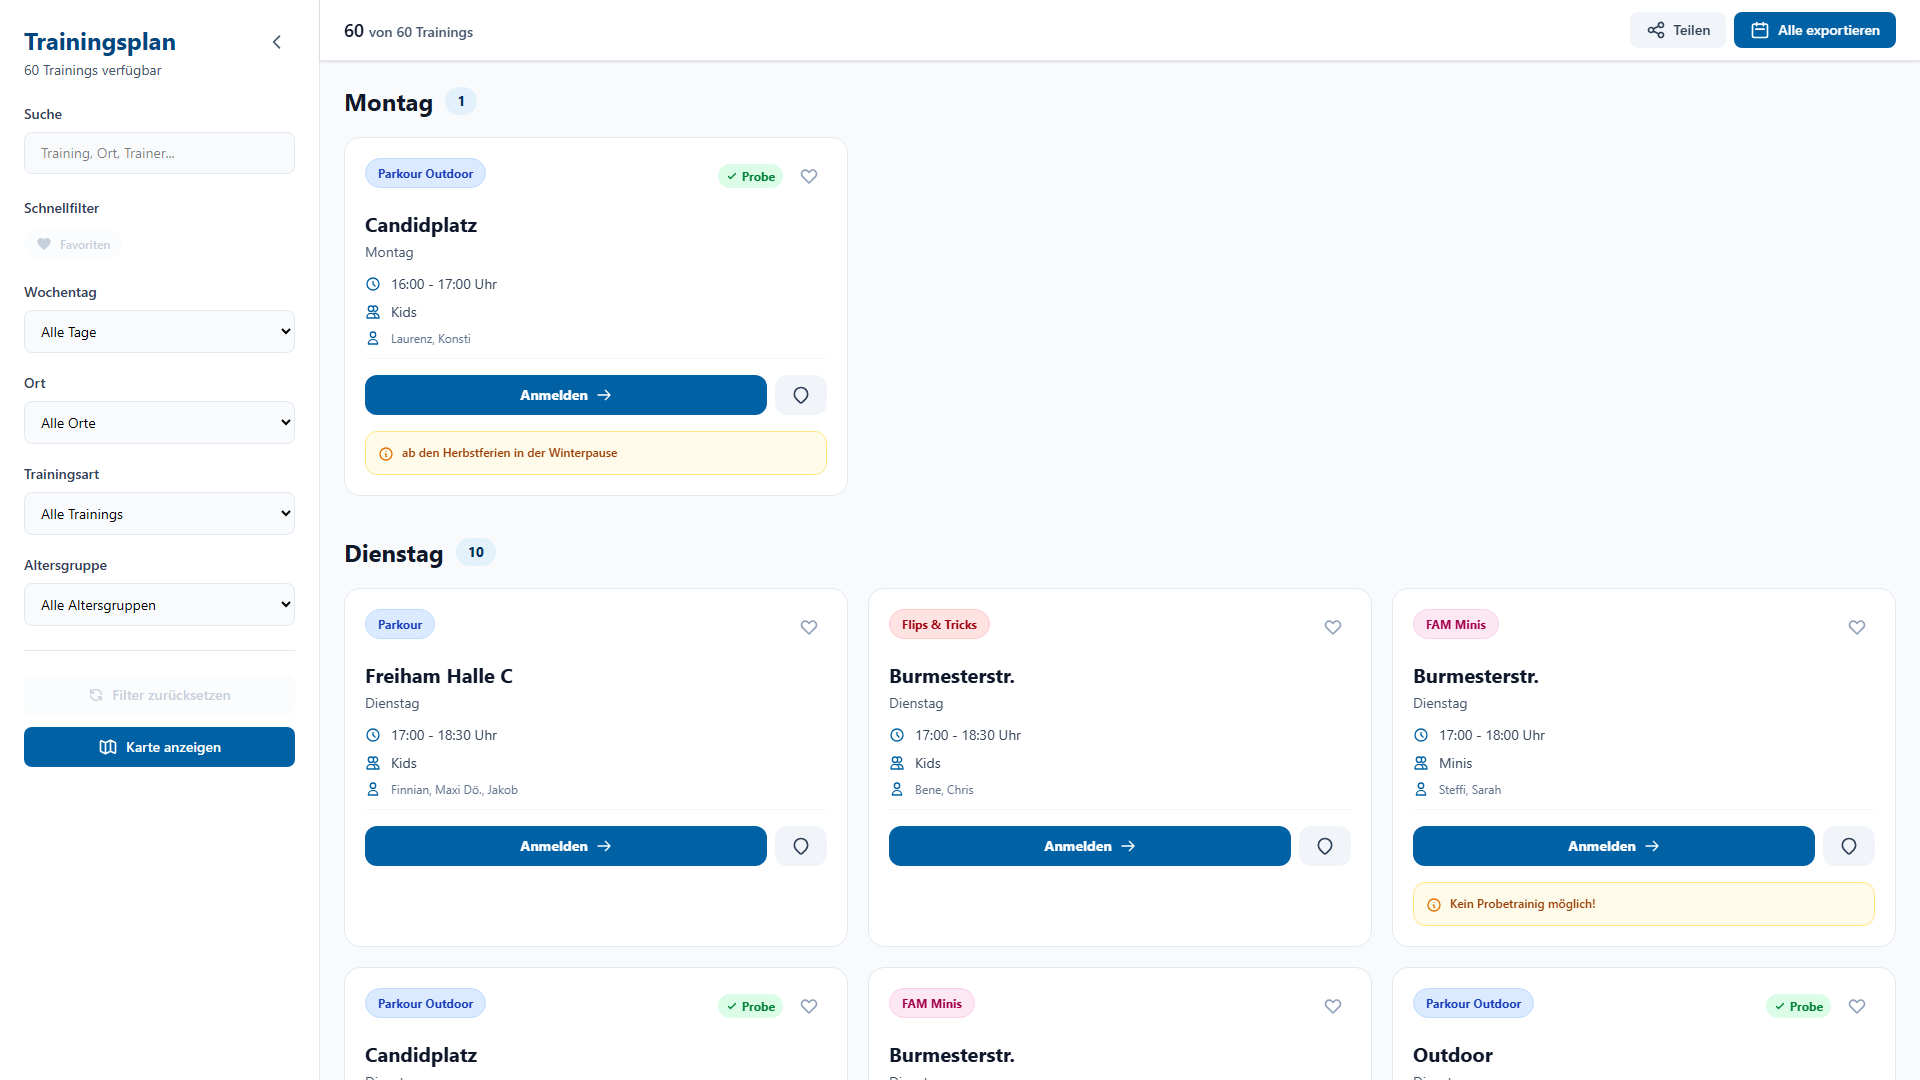 Trainingsplan
60 Trainings verfügbar
Suche
Training, Ort, Trainer...
Schnellfilter
Favoriten
Wochentag
Alle Tage
Ort
Alle Orte
Trainingsart
Alle Trainings
Altersgruppe
Alle Altersgruppen
Filter zurücksetzen
Karte anzeigen
60 von 60 Trainings
Teilen
Alle exportieren
Montag 1
Parkour Outdoor
Probe
Candidplatz
Montag
16:00 - 17:00 Uhr
Kids
Laurenz, Konsti
Anmelden
ab den Herbstferien in der Winterpause
Dienstag 10
Parkour
Freiham Halle C
Dienstag
17:00 - 18:30 Uhr
Kids
Finnian, Maxi Dö., Jakob
Anmelden
Flips & Tricks
Burmesterstr.
Dienstag
17:00 - 18:30 Uhr
Kids
Bene, Chris
Anmelden
FAM Minis
Burmesterstr.
Dienstag
17:00 - 18:00 Uhr
Minis
Steffi, Sarah
Anmelden
Kein Probetrainig möglich!
Parkour Outdoor
Probe
Candidplatz
FAM Minis
Burmesterstr.
Parkour Outdoor
Probe
Outdoor